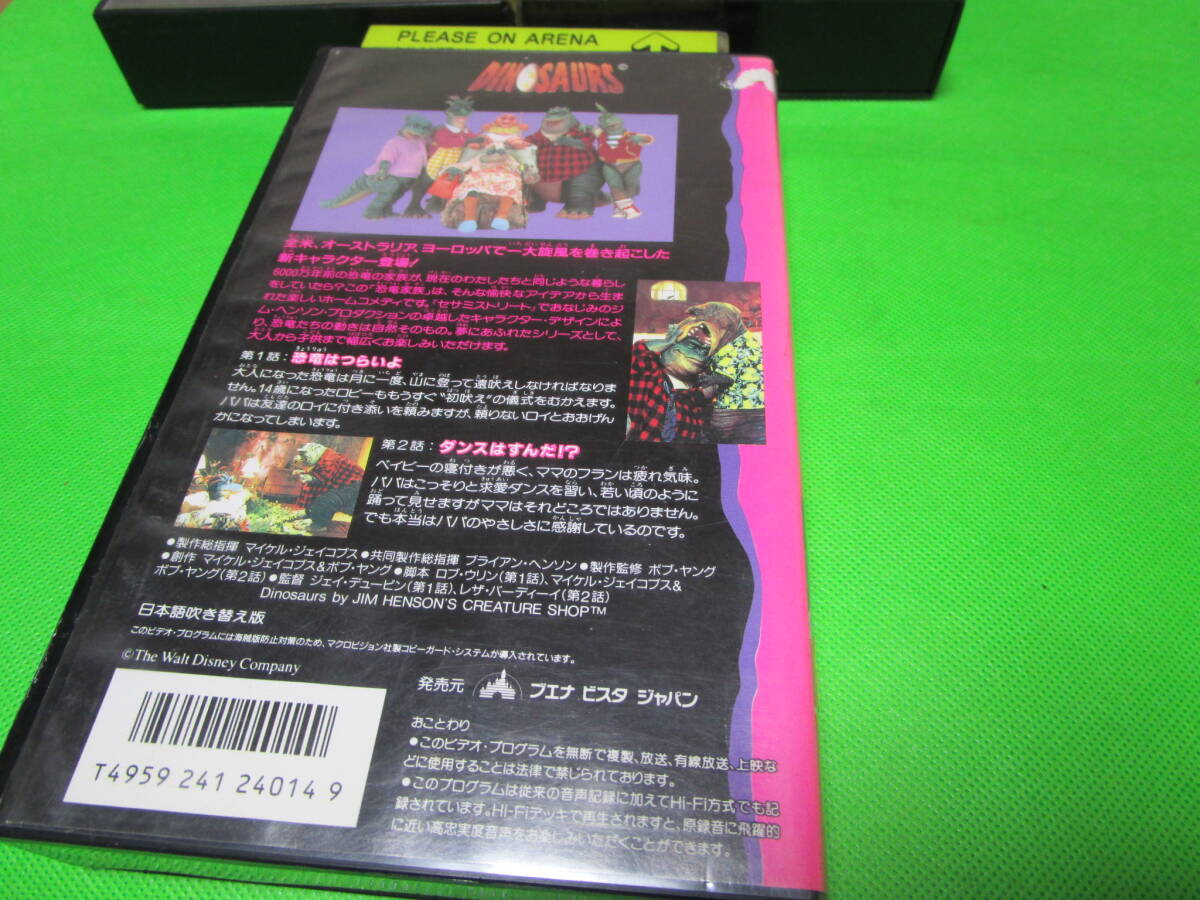 PLEASE ON ARENA
DINOSAURS
全米、オーストラリア、ヨーロッパで一大旋風を巻き起こした
新キャラクター登場!
6000万年前の恐竜の家族が、現在のわたしたちと同じような暮らし
をしていたら?この「恐竜家族」は、そんな愉快なアイデアから生ま
れた楽しいホームコメディです。「セサミストリート」でおなじみのジ
ム・ヘンソン・プロダクションの卓越したキャラクター・デザインによ
り、恐竜たちの動きは自然そのもの。夢にあふれたシリーズとして、
大人から子供まで幅広くお楽しみいただけます。
第1話:恐竜はつらいよ
大人になった恐竜は月に一度、山に登って遠吠えしなければなりま
せん。14歳になったロビーももうすぐ“初吠え”の儀式をむかえます。
パパは友達のロイに付き添いを頼みますが、頼りないロイとおおげん
かになってしまいます。
第2話:ダンスはすんだ!?
ベイビーの寝付きが悪く、ママのフランは疲れ気味。
パパはこっそりと求愛ダンスを習い、若い頃のように
踊って見せますがママはそれどころではありません。
でも本当はパパのやさしさに感謝しているのです。
●製作総指揮 マイケル・ジェイコブス●共同製作総指揮 ブライアン・ヘンソン●製作監修 ボブ・ヤング
●創作 マイケル・ジェイコブス&ボブ・ヤング●脚本 ロブ・ウリン(第1話)、マイケル・ジェイコブス&
ボブ・ヤング(第2話)●監督 ジェイ・デュービン(第1話)、レザ・バーディーイ(第2話)
Dinosaurs by JIM HENSON'S CREATURE SHOP™
日本語吹き替え版
このビデオ・プログラムには海賊版防止対策のため、マクロビジョン社製コピーガード・システムが導入されています。
©The Walt Disney Company
発売元 ブエナ ビスタ ジャパン
T4959 241 24014 9
おことわり
●このビデオ・プログラムを無断で複製、放送、有線放送、上映な
どに使用することは法律で禁じられております。
●このプログラムは従来の音声記録に加えてHi-Fi方式でも記
録されています。Hi-Fiデッキで再生されますと、原録音に飛躍的
に近い高忠実度音声をお楽しみいただくことができます。